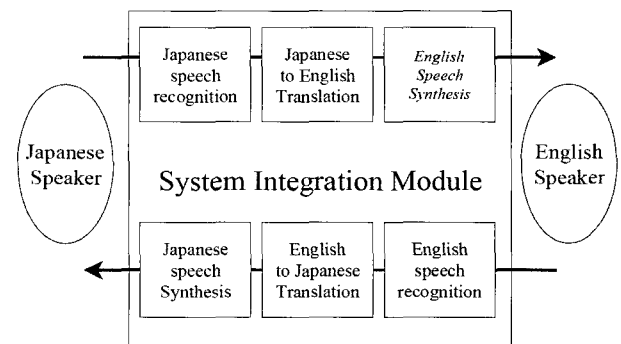 Japanese
speech
recognition
Japanese
to English
Translation
English
Speech
Synthesis
Japanese
Speaker
System Integration Module
English
Speaker
Japanese
speech
Synthesis
English
to Japanese
Translation
English
speech
recognition